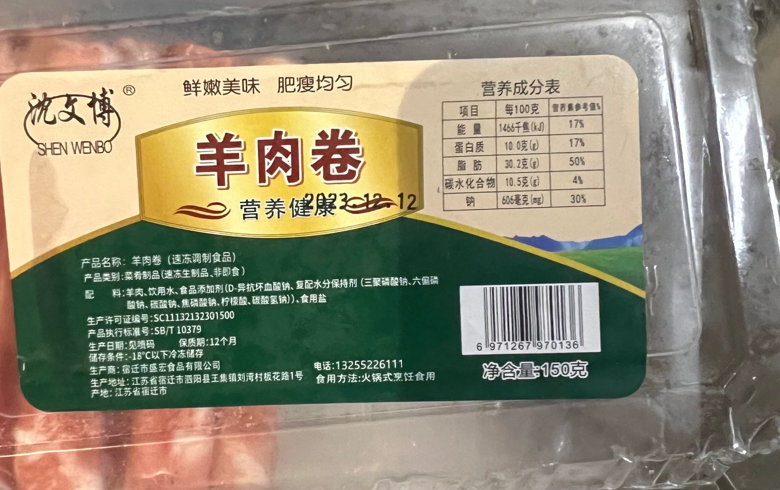 沈文博®
SHEN WENBO
鲜嫩美味 肥瘦均匀
羊肉卷
营养健康
2023.12.12
营养成分表
项目 每100克 营养素参考值%
能 量 1466千焦(kJ) 17%
蛋白质 10.0克(g) 17%
脂 肪 30.2克(g) 50%
碳水化合物 10.5克(g) 4%
钠 606毫克(mg) 30%
产品名称: 羊肉卷 (速冻调制食品)
产品类别:菜肴制品(速冻生制品、非即食)
配 料:羊肉、饮用水、食品添加剂(D-异抗坏血酸钠、复配水分保持剂 (三聚磷酸钠、六偏磷
酸钠、碳酸钠、焦磷酸钠、柠檬酸、碳酸氢钠))、食用盐
生产许可证编号:SC11132132301500
产品执行标准号:SB/T 10379
生产日期:见喷码 保质期:12个月
储存条件:-18℃以下冷冻储存
生产商:宿迁市盛宏食品有限公司
生产地址:江苏省宿迁市泗阳县王集镇刘湾村板花路1号
产地:江苏省宿迁市
电话:13255226111
食用方法:火锅式烹饪食用
6 971267 970136
净含量:150克